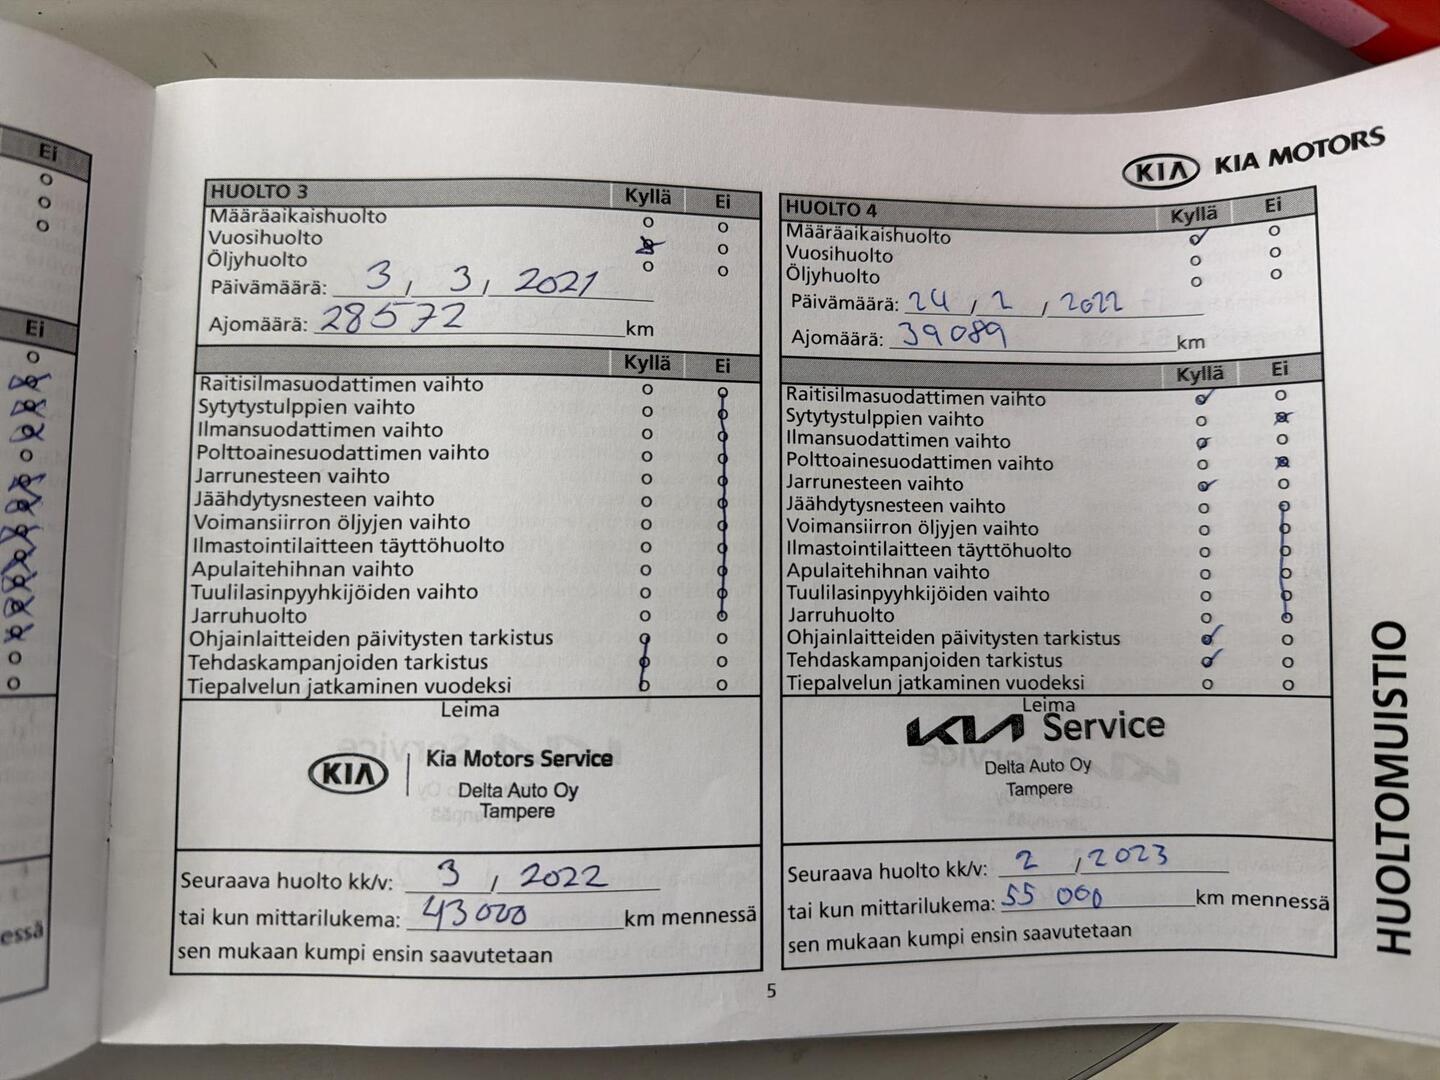 Ei
Ei
essä
KIA KIA MOTORS
HUOLTO 3 Kyllä Ei
Määräaikaishuolto
Vuosihuolto
Öljyhuolto
Päivämäärä: 3 , 3 , 2021
Ajomäärä: 28572 km
Kyllä Ei
Raitisilmasuodattimen vaihto
Sytytystulppien vaihto
Ilmansuodattimen vaihto
Polttoainesuodattimen vaihto
Jarrunesteen vaihto
Jäähdytysnesteen vaihto
Voimansiirron öljyjen vaihto
Ilmastointilaitteen täyttöhuolto
Apulaitehihnan vaihto
Tuulilasinpyyhkijöiden vaihto
Jarruhuolto
Ohjainlaitteiden päivitysten tarkistus
Tehdaskampanjoiden tarkistus
Tiepalvelun jatkaminen vuodeksi
Leima
KIA Kia Motors Service
Delta Auto Oy
Tampere
Seuraava huolto kk/v: 3 , 2022
tai kun mittarilukema: 43000 km mennessä
sen mukaan kumpi ensin saavutetaan
HUOLTO 4 Kyllä Ei
Määräaikaishuolto
Vuosihuolto
Öljyhuolto
Päivämäärä: 24 , 2 , 2022
Ajomäärä: 39089 km
Kyllä Ei
Raitisilmasuodattimen vaihto
Sytytystulppien vaihto
Ilmansuodattimen vaihto
Polttoainesuodattimen vaihto
Jarrunesteen vaihto
Jäähdytysnesteen vaihto
Voimansiirron öljyjen vaihto
Ilmastointilaitteen täyttöhuolto
Apulaitehihnan vaihto
Tuulilasinpyyhkijöiden vaihto
Jarruhuolto
Ohjainlaitteiden päivitysten tarkistus
Tehdaskampanjoiden tarkistus
Tiepalvelun jatkaminen vuodeksi
Leima
KIA Service
Delta Auto Oy
Tampere
Seuraava huolto kk/v: 2 , 2023
tai kun mittarilukema: 55 000 km mennessä
sen mukaan kumpi ensin saavutetaan
HUOLTOMUISTIO
5